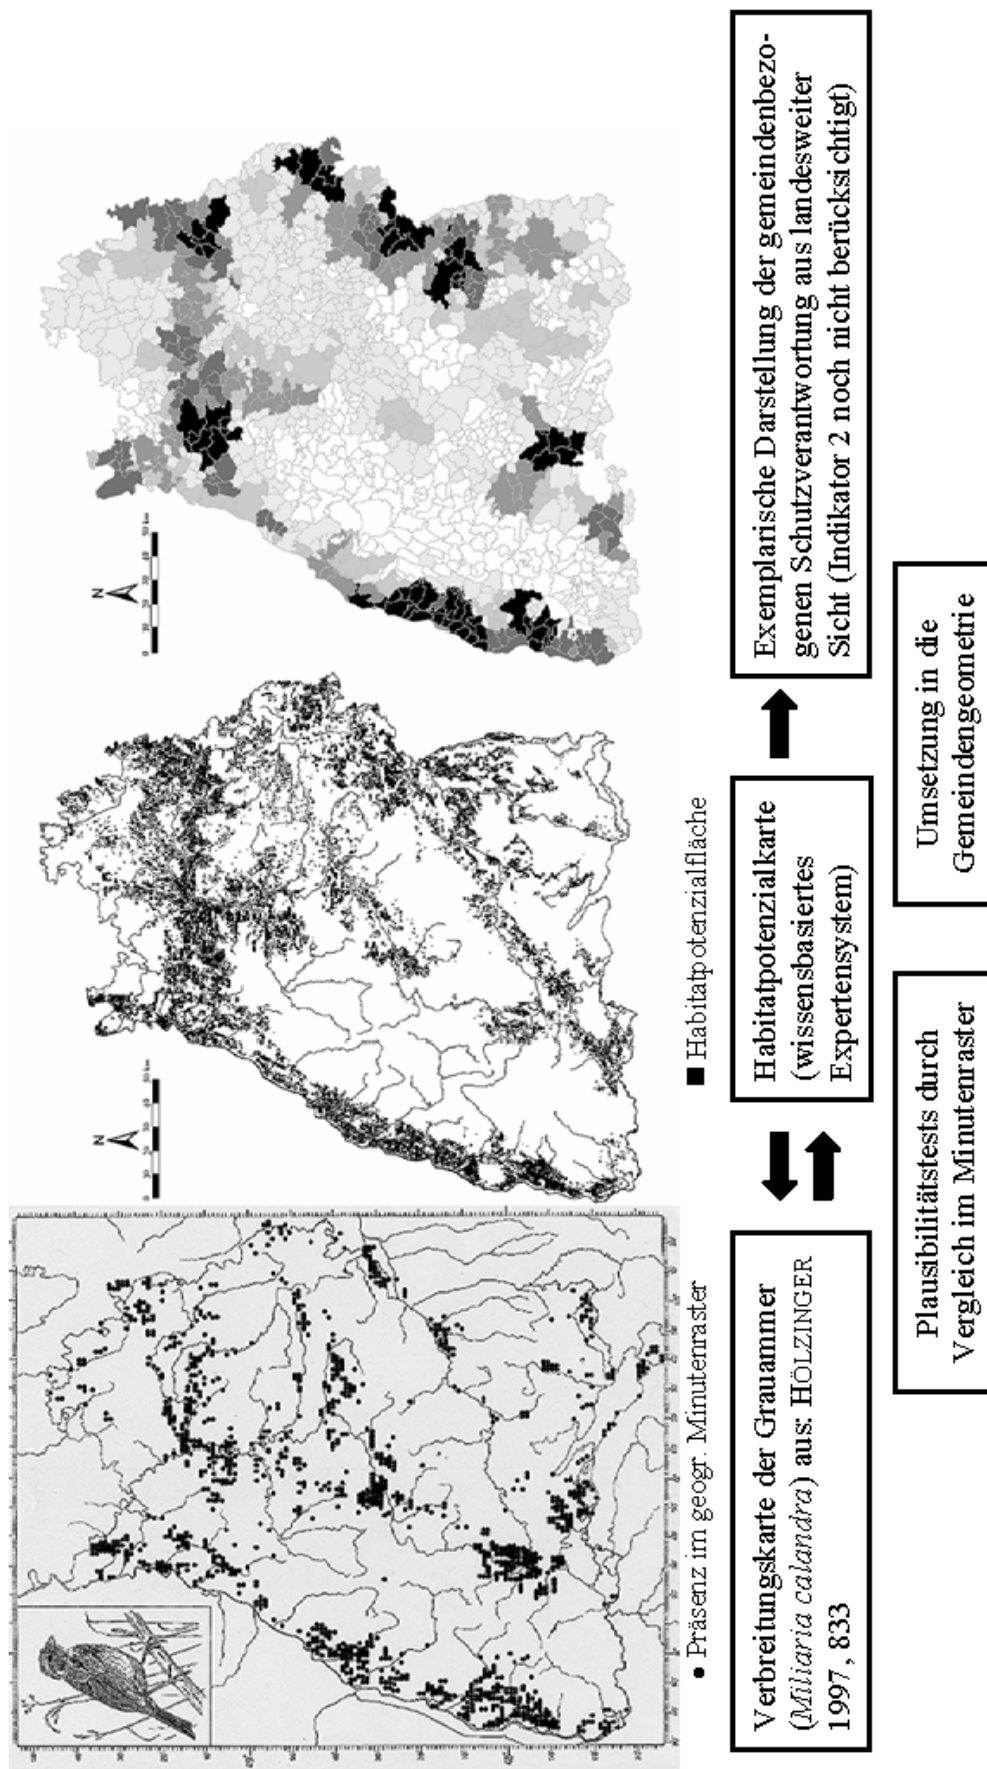 N
N
● Präsenz im geogr. Minutenraster
■ Habitatpotenzialfläche
Verbreitungskarte der Grauammer
(Miliaria calandra) aus: HÖLZINGER
1997, 833
Habitatpotenzialkarte
(wissensbasiertes
Expertensystem)
Exemplarische Darstellung der gemeindenbezo-
genen Schutzverantwortung aus landesweiter
Sicht (Indikator 2 noch nicht berücksichtigt)
Plausibilitätstests durch
Vergleich im Minutenraster
Umsetzung in die
Gemeindengeometrie